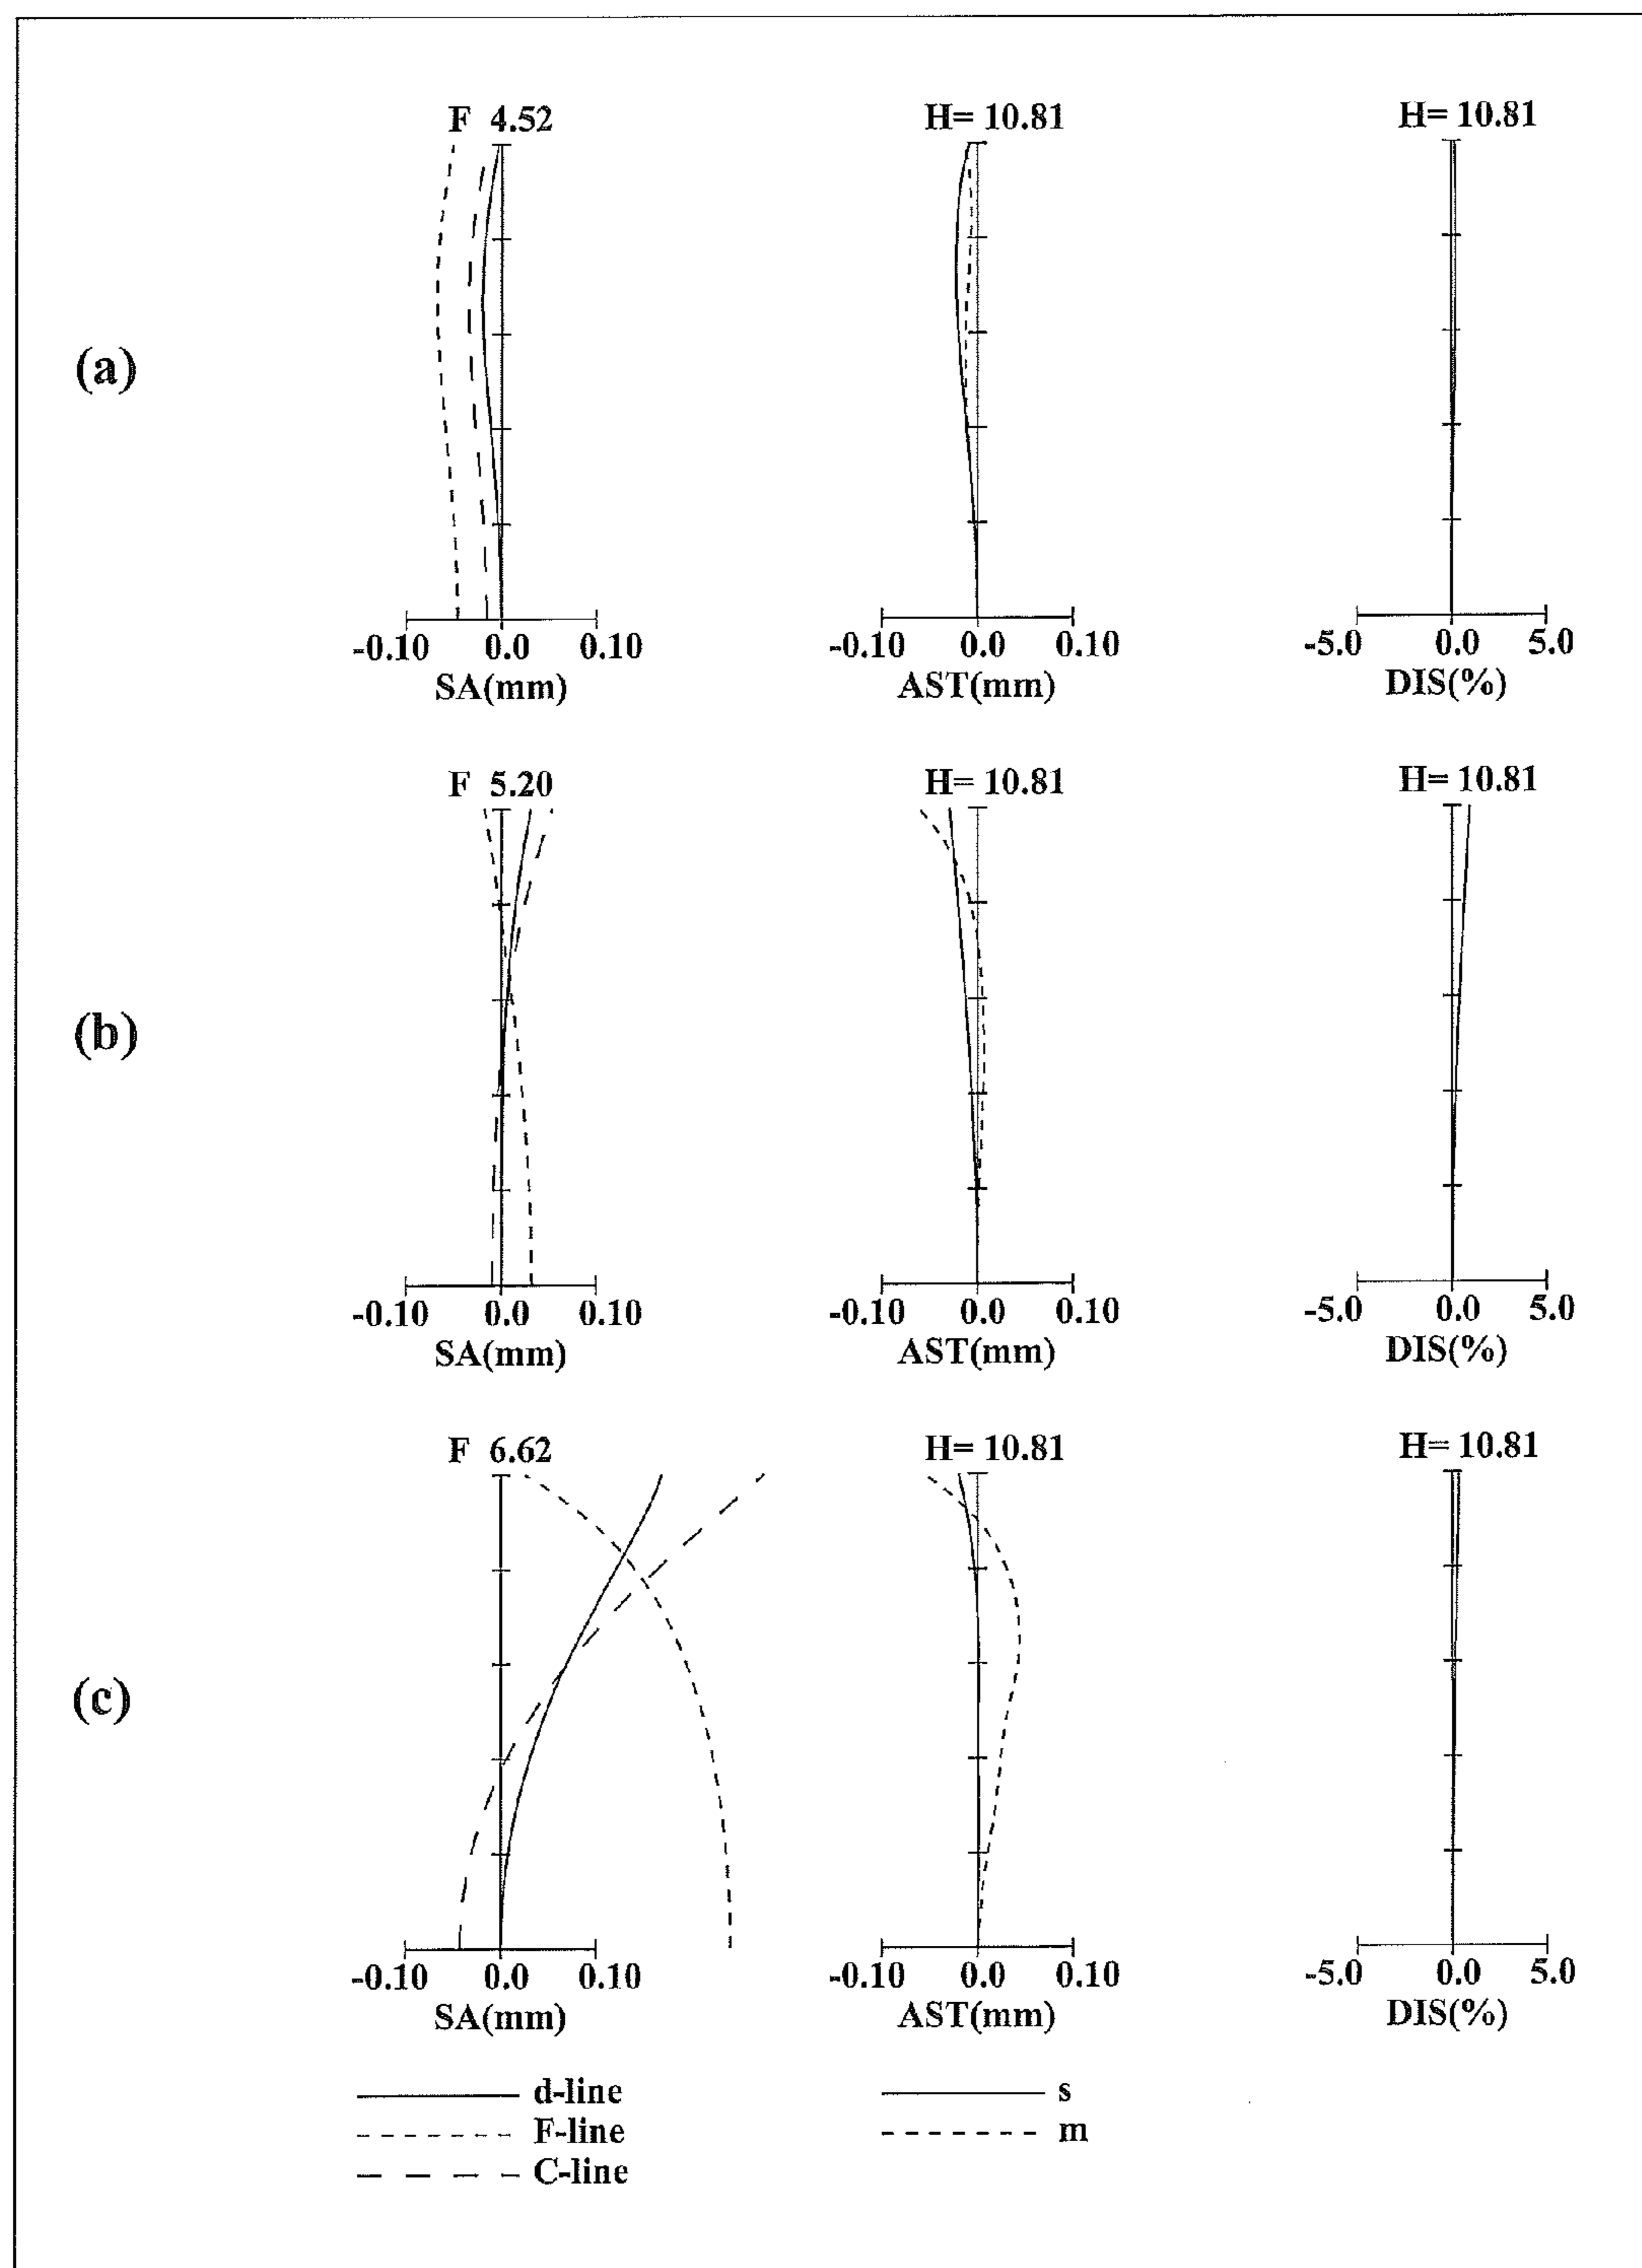 F 4.52
H= 10.81
H= 10.81
(a)
-0.10 0.0 0.10
SA(mm)
-0.10 0.0 0.10
AST(mm)
-5.0 0.0 5.0
DIS(%)
F 5.20
H= 10.81
H= 10.81
(b)
-0.10 0.0 0.10
SA(mm)
-0.10 0.0 0.10
AST(mm)
-5.0 0.0 5.0
DIS(%)
F 6.62
H= 10.81
H= 10.81
(c)
-0.10 0.0 0.10
SA(mm)
-0.10 0.0 0.10
AST(mm)
-5.0 0.0 5.0
DIS(%)
d-line
F-line
C-line
s
m